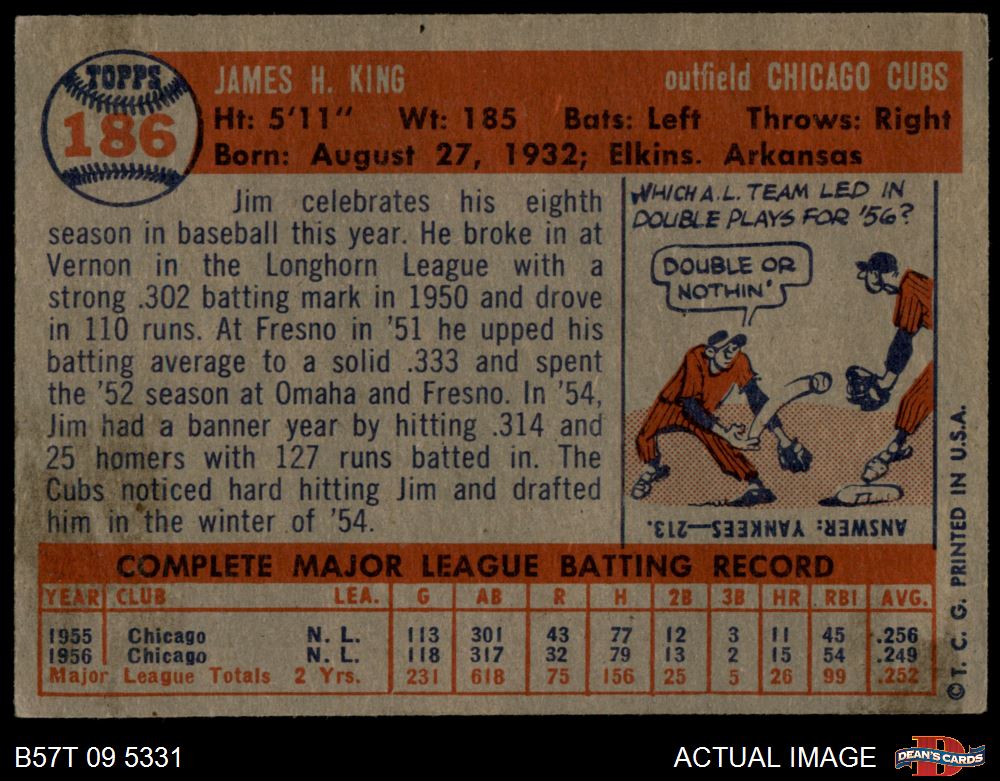 TOPPS
186
JAMES H. KING outfield CHICAGO CUBS
Ht: 5'11" Wt: 185 Bats: Left Throws: Right
Born: August 27, 1932; Elkins. Arkansas
Jim celebrates his eighth
season in baseball this year. He broke in at
Vernon in the Longhorn League with a
strong .302 batting mark in 1950 and drove
in 110 runs. At Fresno in '51 he upped his
batting average to a solid .333 and spent
the '52 season at Omaha and Fresno. In '54,
Jim had a banner year by hitting .314 and
25 homers with 127 runs batted in. The
Cubs noticed hard hitting Jim and drafted
him in the winter of '54.
WHICH A.L. TEAM LED IN
DOUBLE PLAYS FOR '56?
DOUBLE OR
NOTHIN'
ANSWER: YANKEES—213.
COMPLETE MAJOR LEAGUE BATTING RECORD
YEAR CLUB LEA. G AB R H 2B 3B HR RBI AVG.
1955 Chicago N. L. 113 301 43 77 12 3 11 45 .256
1956 Chicago N. L. 118 317 32 79 13 2 15 54 .249
Major League Totals 2 Yrs. 231 618 75 156 25 5 26 99 .252
© T. C. G. PRINTED IN U.S.A.
B57T 09 5331
ACTUAL IMAGE
D
DEAN'S CARDS